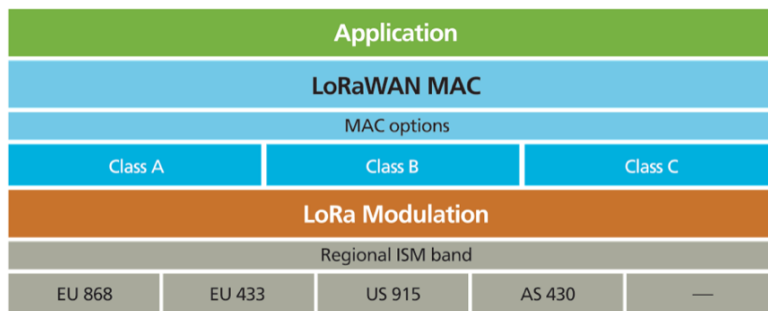 Application
LoRaWAN MAC
MAC options
Class A Class B Class C
LoRa Modulation
Regional ISM band
EU 868 EU 433 US 915 AS 430 —